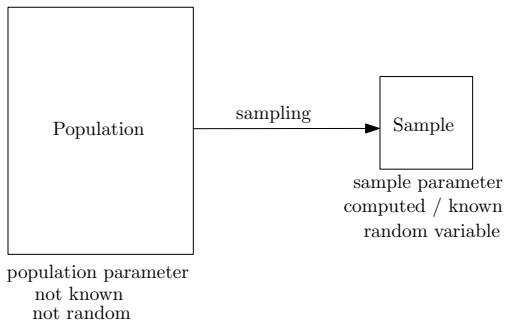 Population
sampling
Sample
sample parameter
computed / known
random variable
population parameter
not known
not random